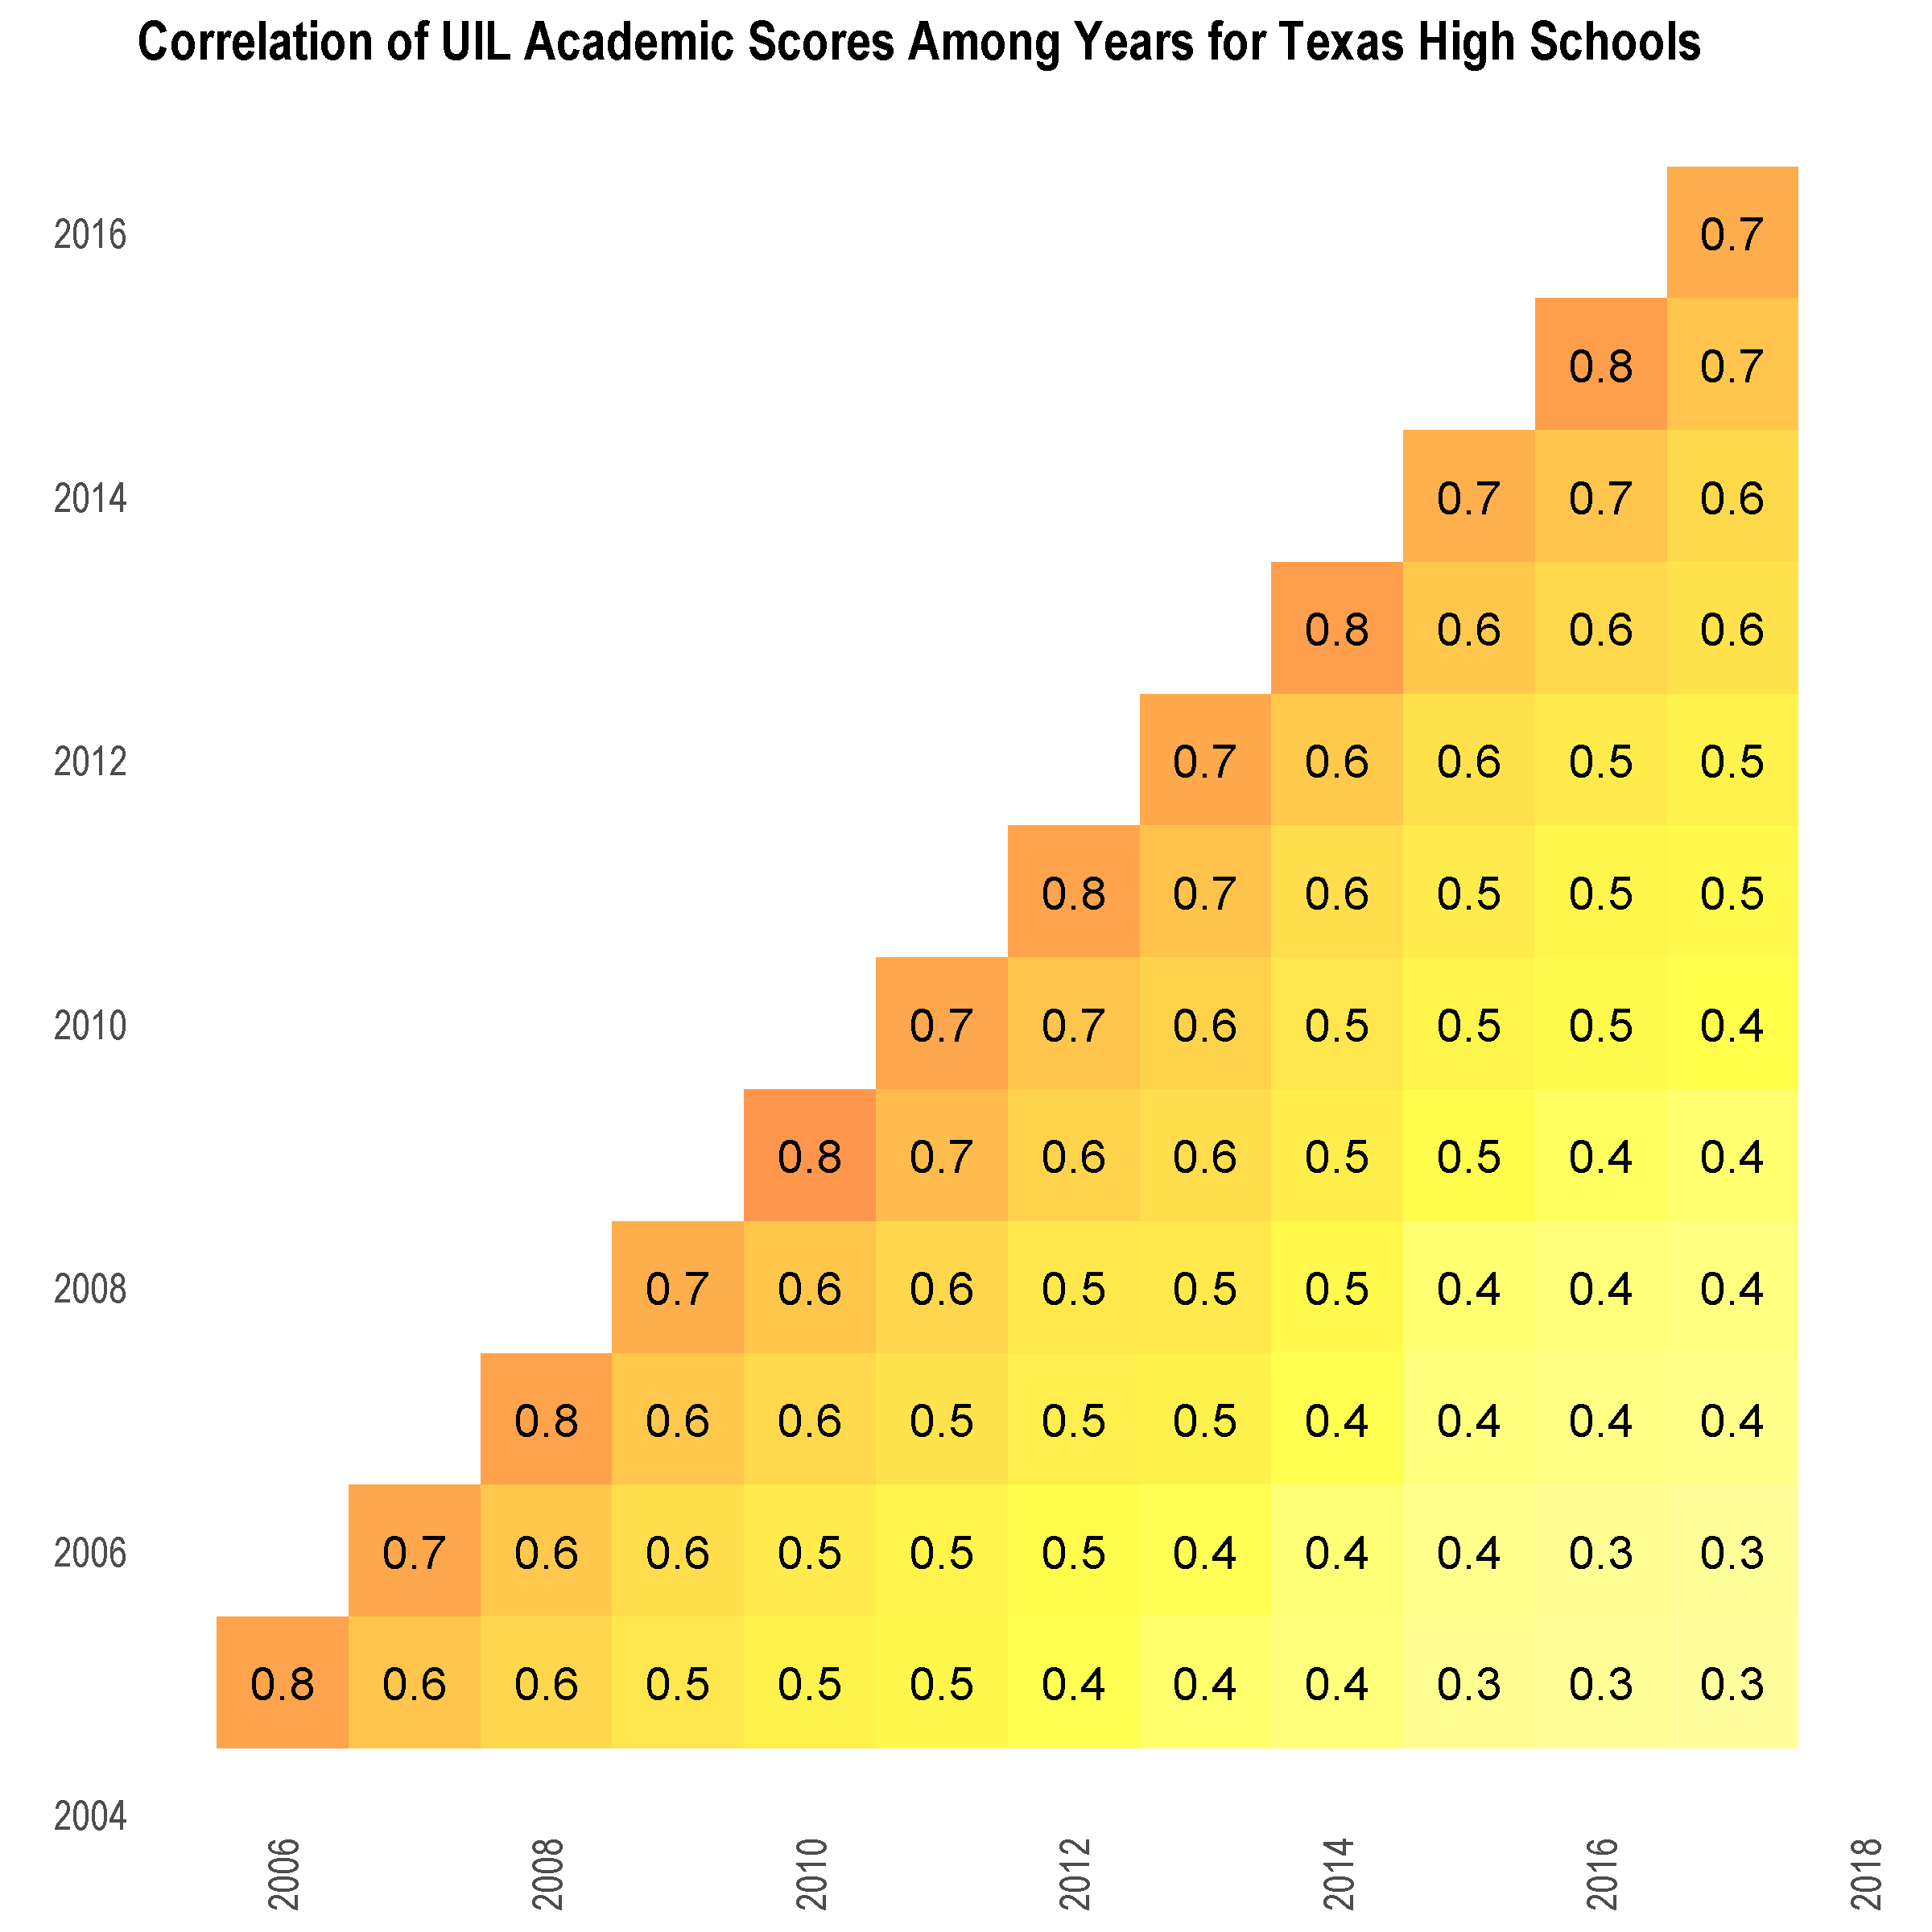 Correlation of UIL Academic Scores Among Years for Texas High Schools
2016 0.7
0.8 0.7
2014 0.7 0.7 0.6
0.8 0.6 0.6 0.6
2012 0.7 0.6 0.6 0.5 0.5
0.8 0.7 0.6 0.5 0.5 0.5
2010 0.7 0.7 0.6 0.5 0.5 0.5 0.4
0.8 0.7 0.6 0.6 0.5 0.5 0.4 0.4
2008 0.7 0.6 0.6 0.5 0.5 0.5 0.4 0.4 0.4
0.8 0.6 0.6 0.5 0.5 0.5 0.4 0.4 0.4 0.4
2006 0.7 0.6 0.6 0.5 0.5 0.5 0.4 0.4 0.4 0.3 0.3
0.8 0.6 0.6 0.5 0.5 0.5 0.4 0.4 0.4 0.3 0.3 0.3
2004
2006 2008 2010 2012 2014 2016 2018